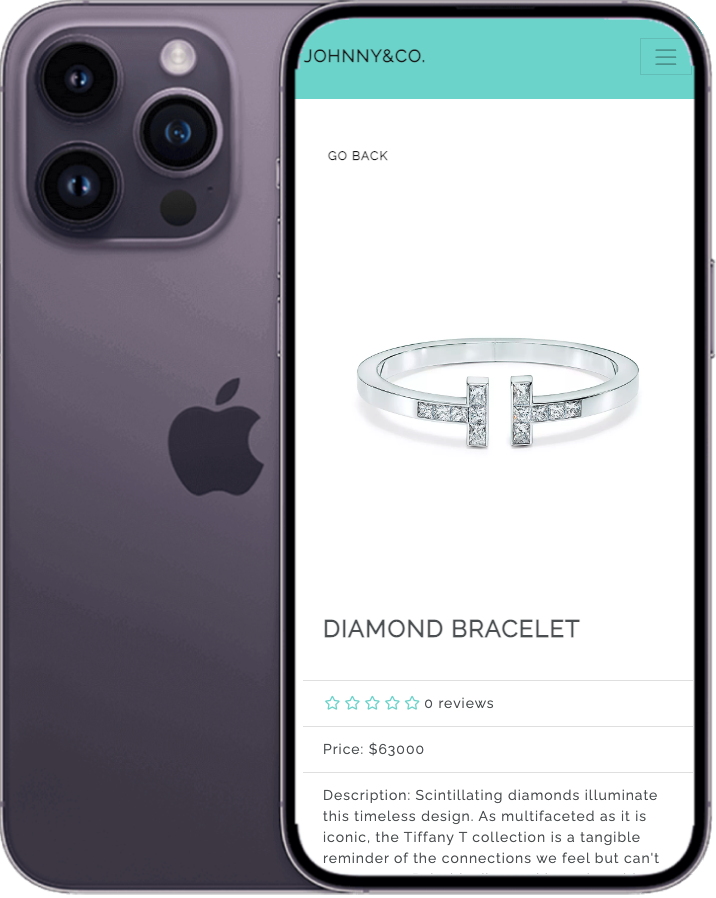 JOHNNY&CO.
GO BACK
DIAMOND BRACELET
0 reviews
Price: $63000
Description: Scintillating diamonds illuminate
this timeless design. As multifaceted as it is
iconic, the Tiffany T collection is a tangible
reminder of the connections we feel but can't